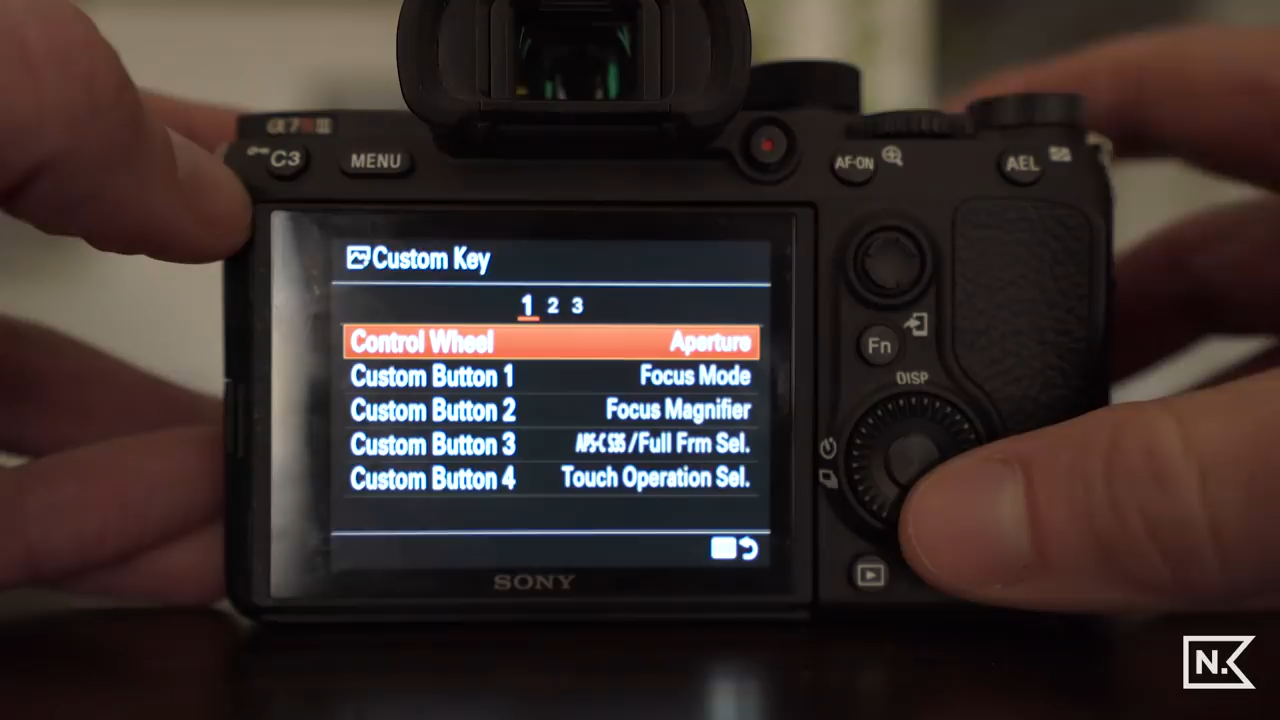 α7RIII
C3
MENU
AF-ON
AEL
Custom Key
1 2 3
Control Wheel Aperture
Custom Button 1 Focus Mode
Custom Button 2 Focus Magnifier
Custom Button 3 APS-C S35/Full Frm Sel.
Custom Button 4 Touch Operation Sel.
Fn
DISP
SONY
N.